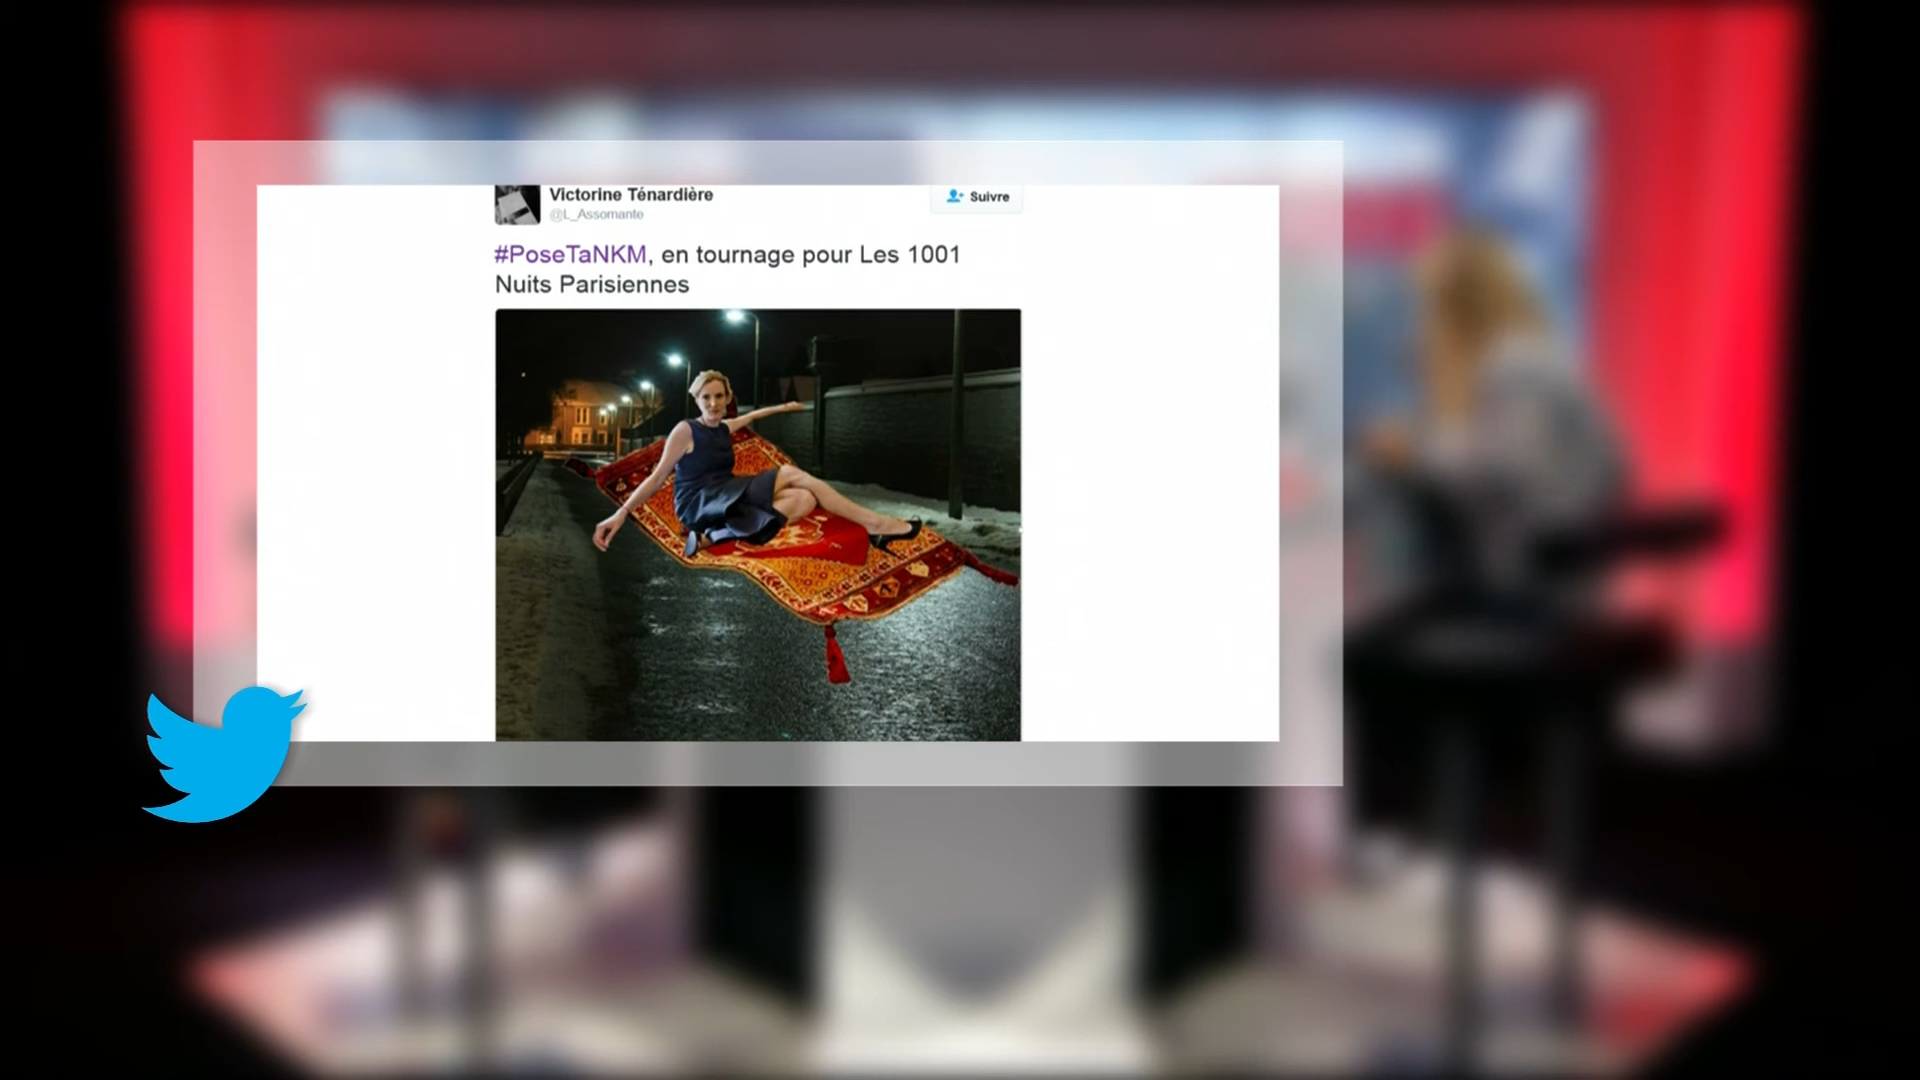 Victorine Ténardière
@L_Assomante
Suivre
#PoseTaNKM, en tournage pour Les 1001
Nuits Parisiennes